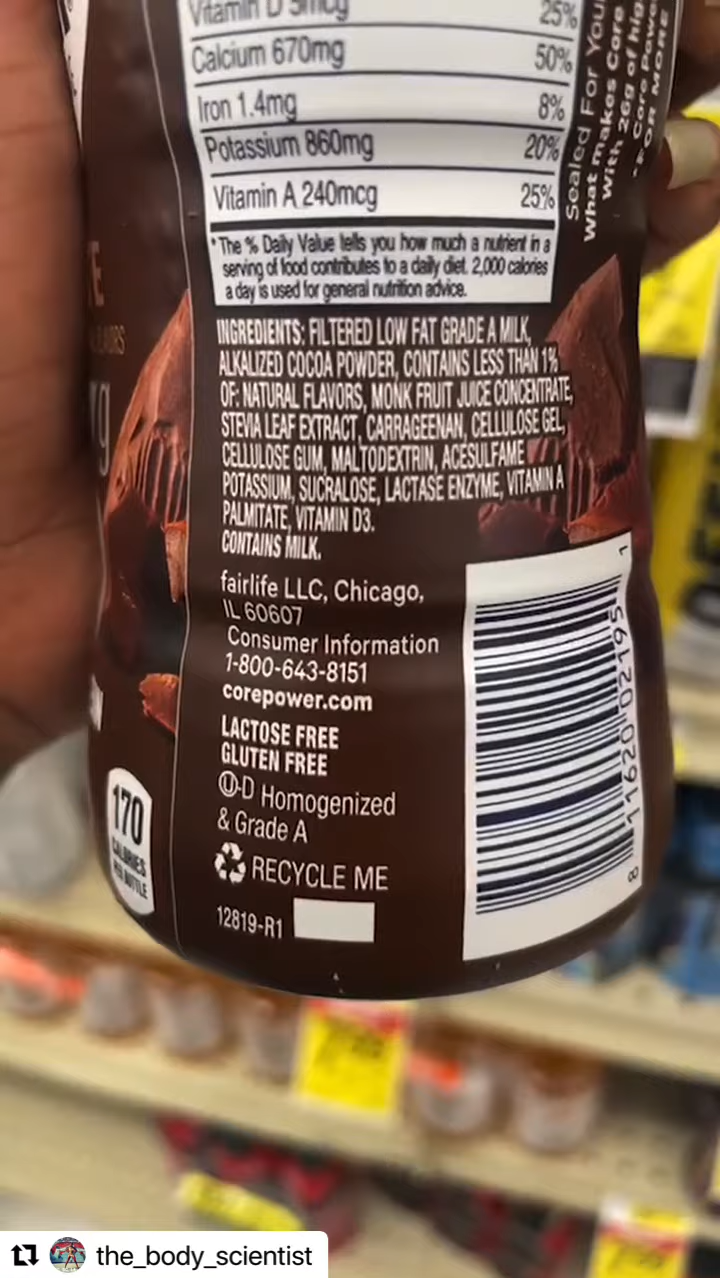 Vitamin D 5mcg 25%
Calcium 670mg 50%
Iron 1.4mg 8%
Potassium 860mg 20%
Vitamin A 240mcg 25%
*The % Daily Value tells you how much a nutrient in a
serving of food contributes to a daily diet. 2,000 calories
a day is used for general nutrition advice.
INGREDIENTS: FILTERED LOW FAT GRADE A MILK,
ALKALIZED COCOA POWDER, CONTAINS LESS THAN 1%
OF: NATURAL FLAVORS, MONK FRUIT JUICE CONCENTRATE,
STEVIA LEAF EXTRACT, CARRAGEENAN, CELLULOSE GEL,
CELLULOSE GUM, MALTODEXTRIN, ACESULFAME
POTASSIUM, SUCRALOSE, LACTASE ENZYME, VITAMIN A
PALMITATE, VITAMIN D3.
CONTAINS MILK.
fairlife LLC, Chicago,
IL 60607
Consumer Information
1-800-643-8151
corepower.com
LACTOSE FREE
GLUTEN FREE
Ⓤ-D Homogenized
& Grade A
RECYCLE ME
12819-R1
Sealed For You
What makes Core
with 26g of hig
FOR MORE
170
CALORIES
PER BOTTLE
8 11620 02195 1
the_body_scientist